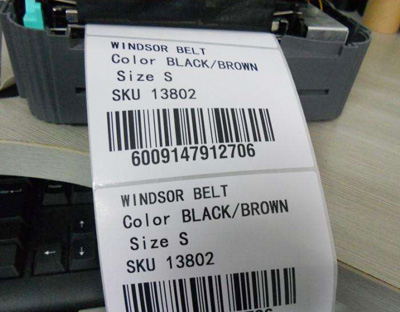 WINDSOR BELT
Color BLACK/BROWN
Size S
SKU 13802
6009147912706
WINDSOR BELT
Color BLACK/BROWN
Size S
SKU 13802